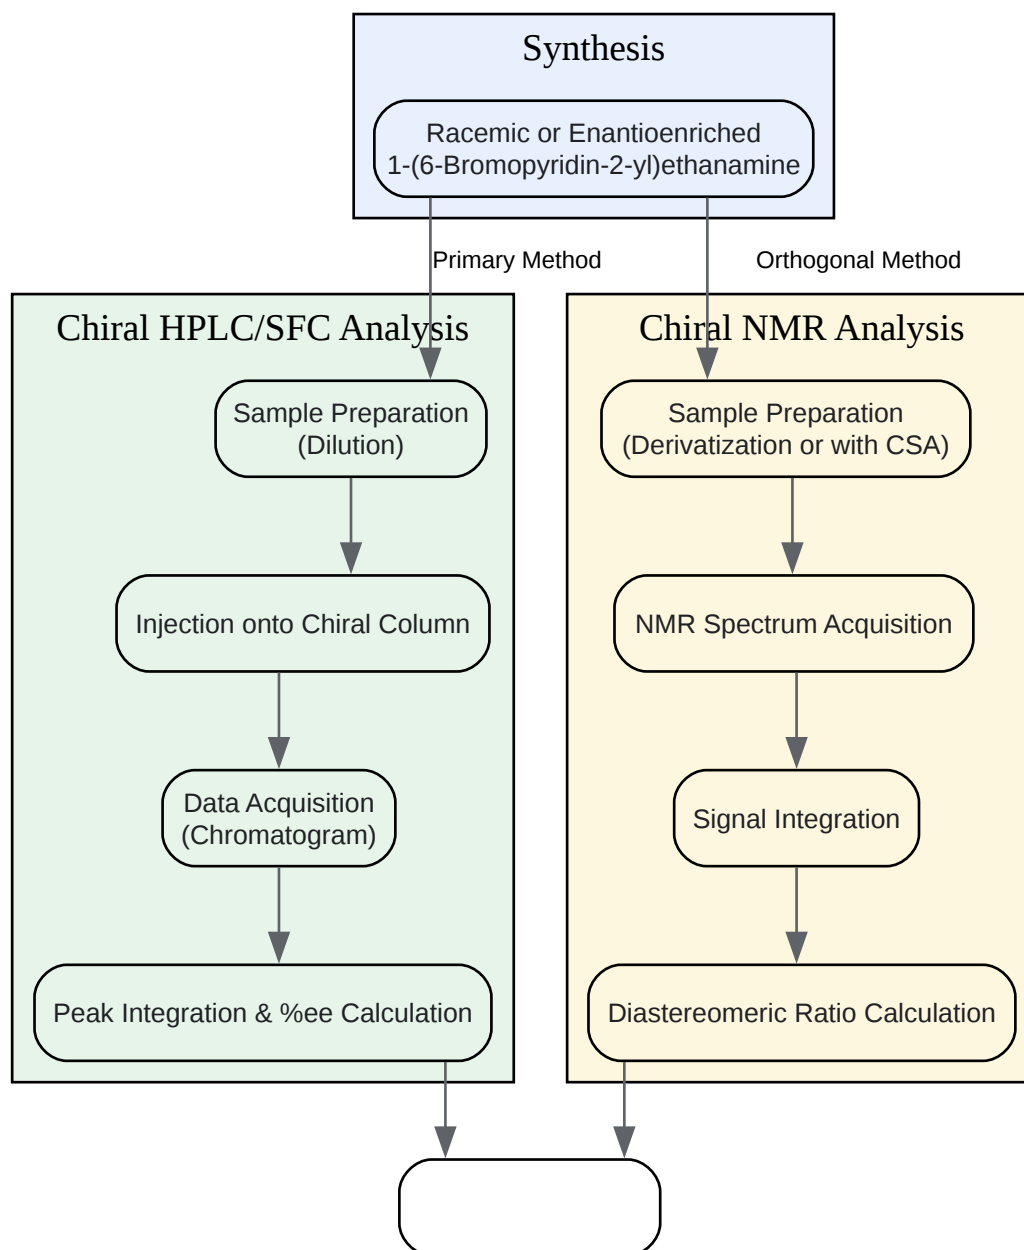 Synthesis
Racemic or Enantioenriched
1-(6-Bromopyridin-2-yl)ethanamine
Primary Method
Orthogonal Method
Chiral HPLC/SFC Analysis
Sample Preparation
(Dilution)
Injection onto Chiral Column
Data Acquisition
(Chromatogram)
Peak Integration & %ee Calculation
Chiral NMR Analysis
Sample Preparation
(Derivatization or with CSA)
NMR Spectrum Acquisition
Signal Integration
Diastereomeric Ratio Calculation